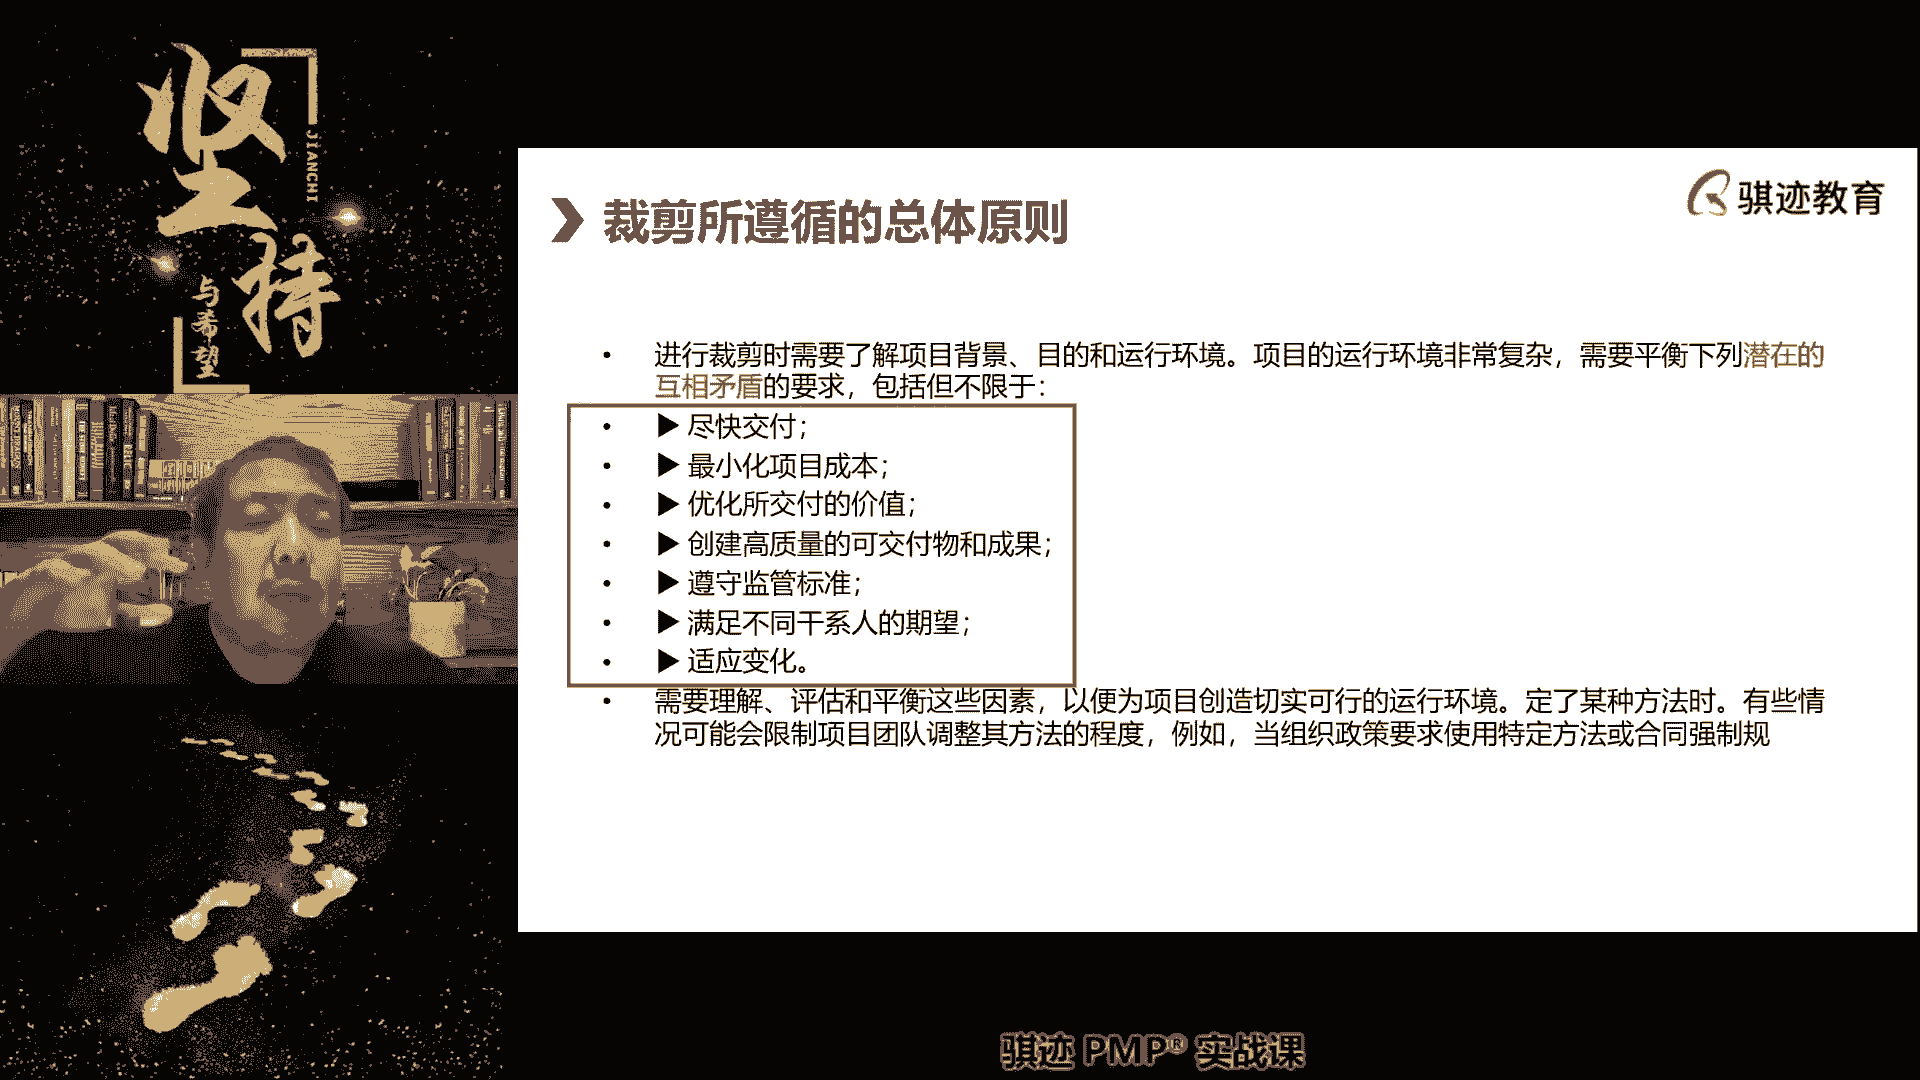 坚
持
JIANCHI
与希望
骐迹教育
裁剪所遵循的总体原则
• 进行裁剪时需要了解项目背景、目的和运行环境。项目的运行环境非常复杂，需要平衡下列潜在的
互相矛盾的要求，包括但不限于：
• ▶ 尽快交付；
• ▶ 最小化项目成本；
• ▶ 优化所交付的价值；
• ▶ 创建高质量的可交付物和成果；
• ▶ 遵守监管标准；
• ▶ 满足不同干系人的期望；
• ▶ 适应变化。
• 需要理解、评估和平衡这些因素，以便为项目创造切实可行的运行环境。定了某种方法时。有些情
况可能会限制项目团队调整其方法的程度，例如，当组织政策要求使用特定方法或合同强制规
骐迹 PMP® 实战课